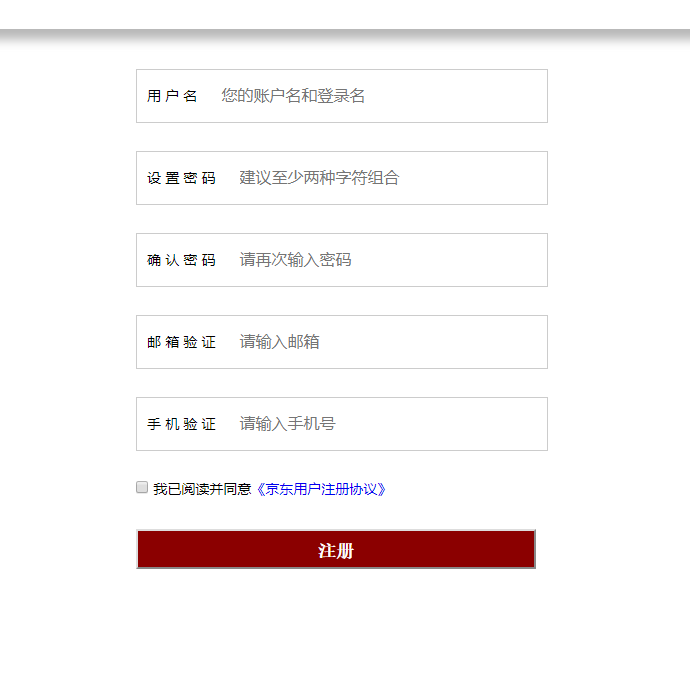 用 户 名 您的账户名和登录名
设 置 密 码 建议至少两种字符组合
确 认 密 码 请再次输入密码
邮 箱 验 证 请输入邮箱
手 机 验 证 请输入手机号
我已阅读并同意《京东用户注册协议》
注册